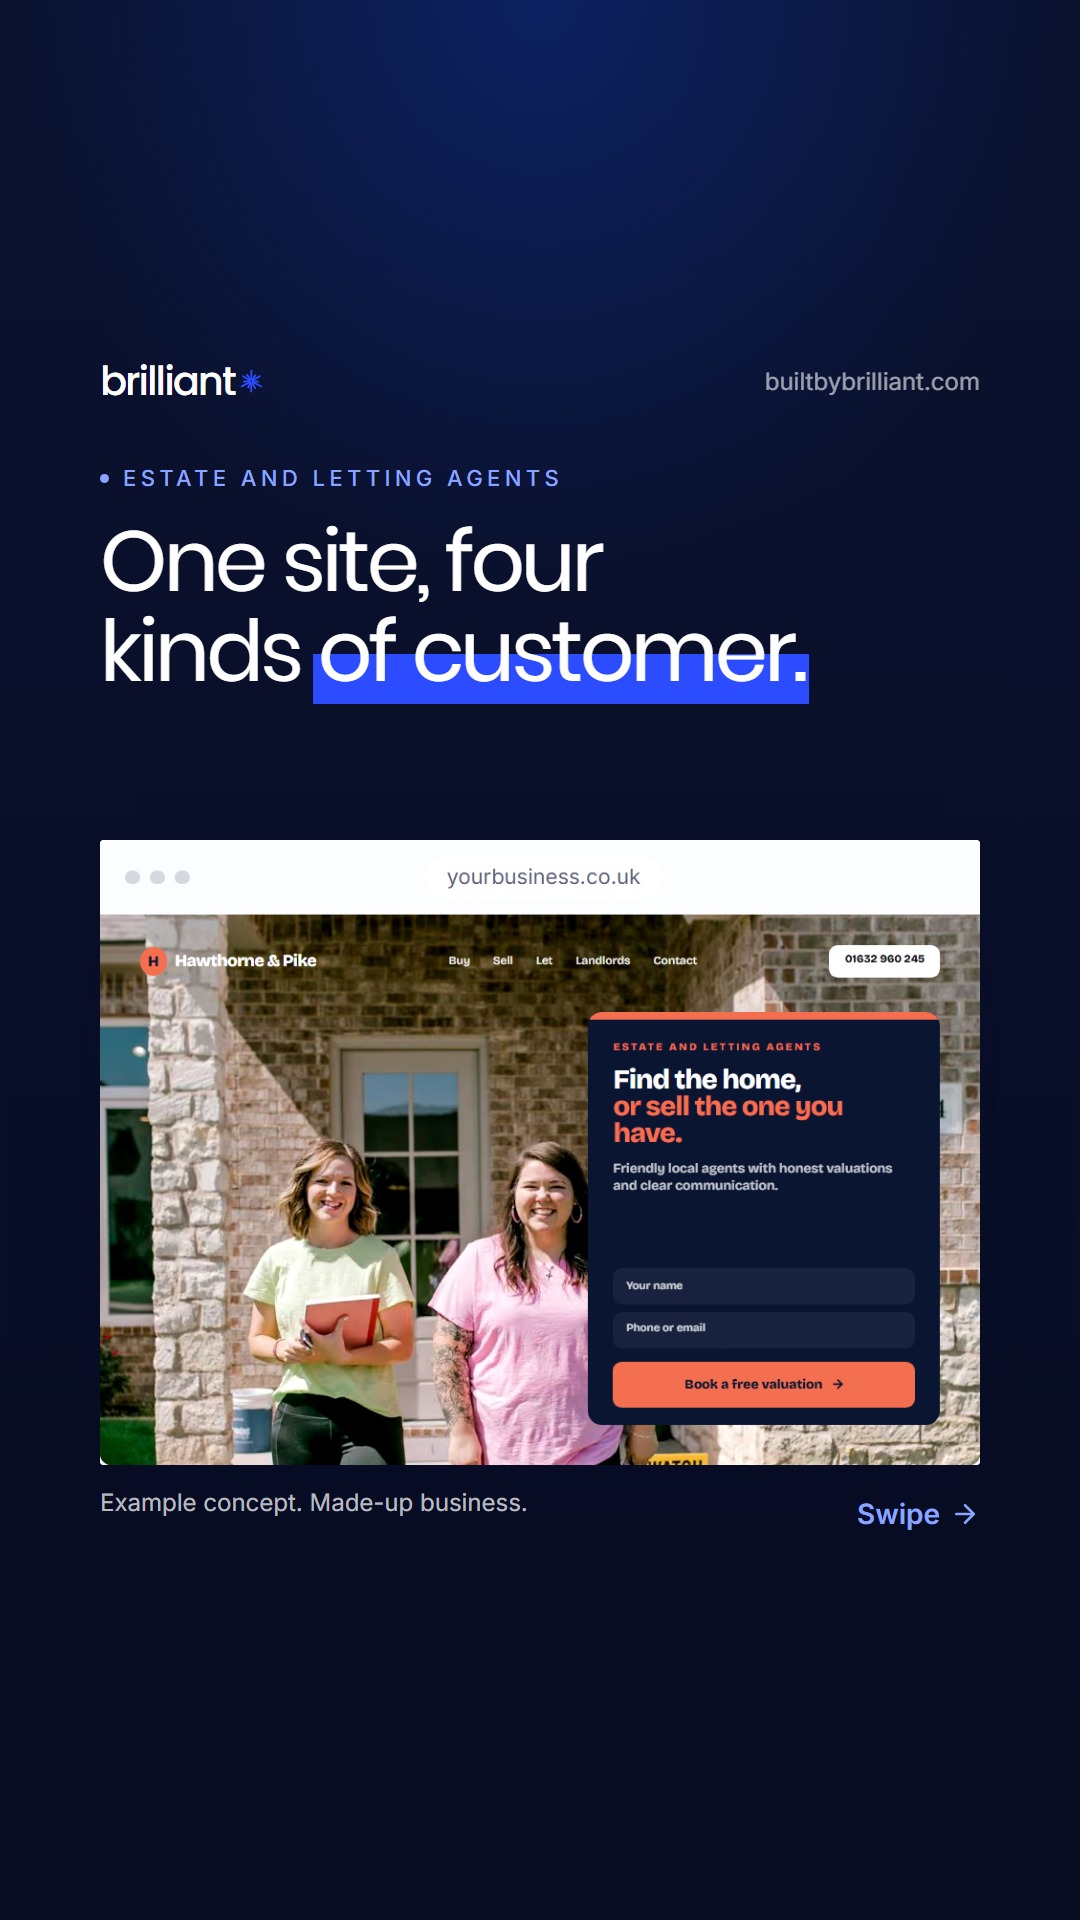 brilliant
builtbybrilliant.com
ESTATE AND LETTING AGENTS
One site, four
kinds of customer.
yourbusiness.co.uk
H Hawthorne & Pike
Buy Sell Let Landlords Contact
01632 960 245
ESTATE AND LETTING AGENTS
Find the home,
or sell the one you
have.
Friendly local agents with honest valuations
and clear communication.
Your name
Phone or email
Book a free valuation →
Example concept. Made-up business.
Swipe →